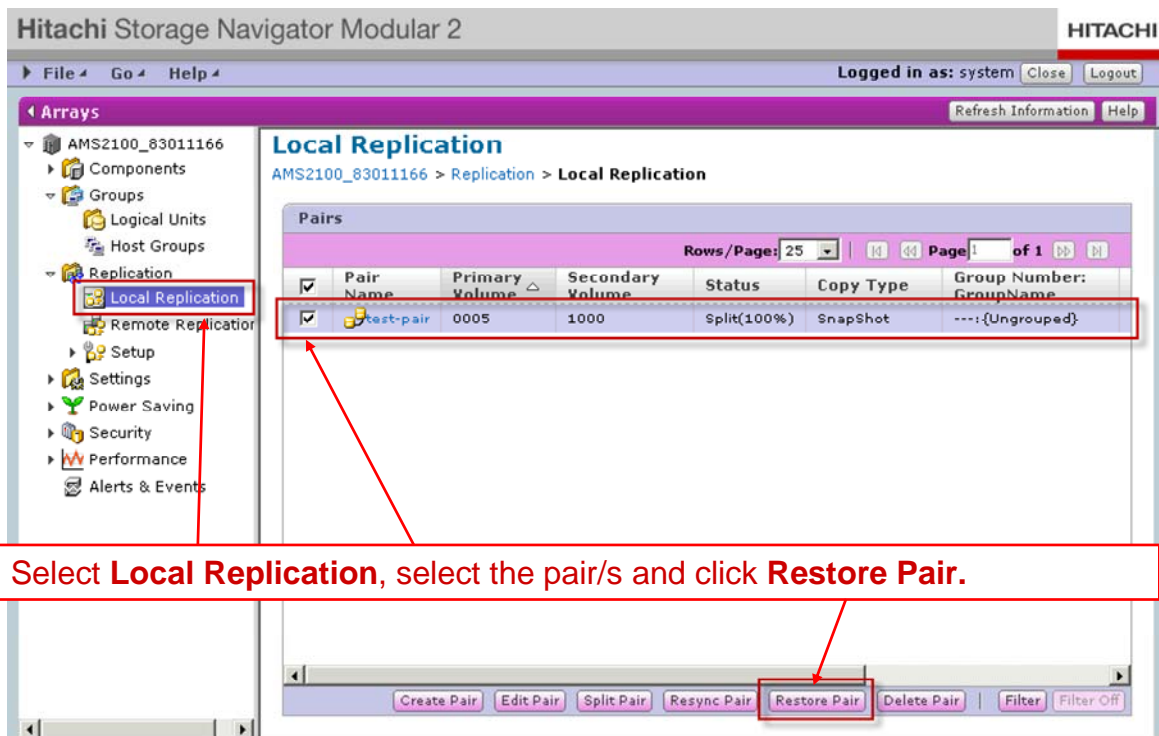 Hitachi Storage Navigator Modular 2
HITACHI
File Go Help
Logged in as: system Close Logout
Arrays
Refresh Information Help
AMS2100_83011166
Components
Groups
Logical Units
Host Groups
Replication
Local Replication
Remote Replication
Setup
Settings
Power Saving
Security
Performance
Alerts & Events
Local Replication
AMS2100_83011166 > Replication > Local Replication
Pairs
Rows/Page: 25 Page 1 of 1
Pair Name Primary Volume Secondary Volume Status Copy Type Group Number: GroupName
test-pair 0005 1000 Split(100%) SnapShot ---:{Ungrouped}
Select Local Replication, select the pair/s and click Restore Pair.
Create Pair Edit Pair Split Pair Resync Pair Restore Pair Delete Pair | Filter Filter Off